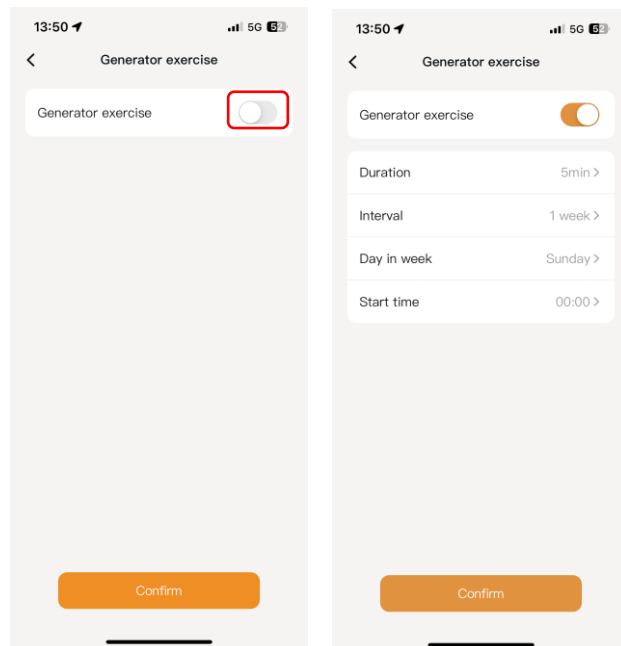 13:50 5G 52
Generator exercise
Generator exercise
Confirm
13:50 5G 52
Generator exercise
Generator exercise
Duration 5min
Interval 1 week
Day in week Sunday
Start time 00:00
Confirm